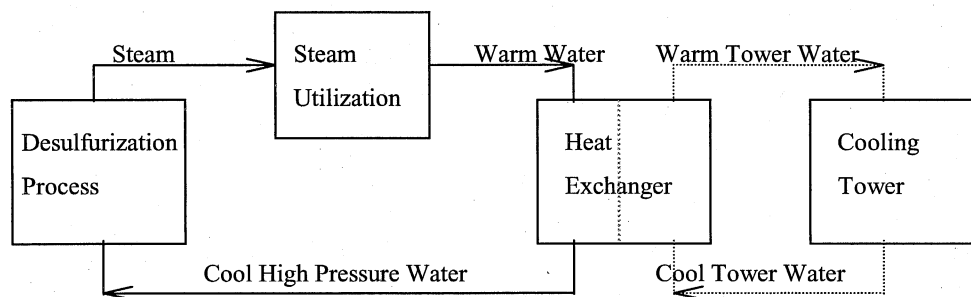 Steam
Steam
Utilization
Warm Water
Warm Tower Water
Desulfurization
Process
Heat
Exchanger
Cooling
Tower
Cool High Pressure Water
Cool Tower Water